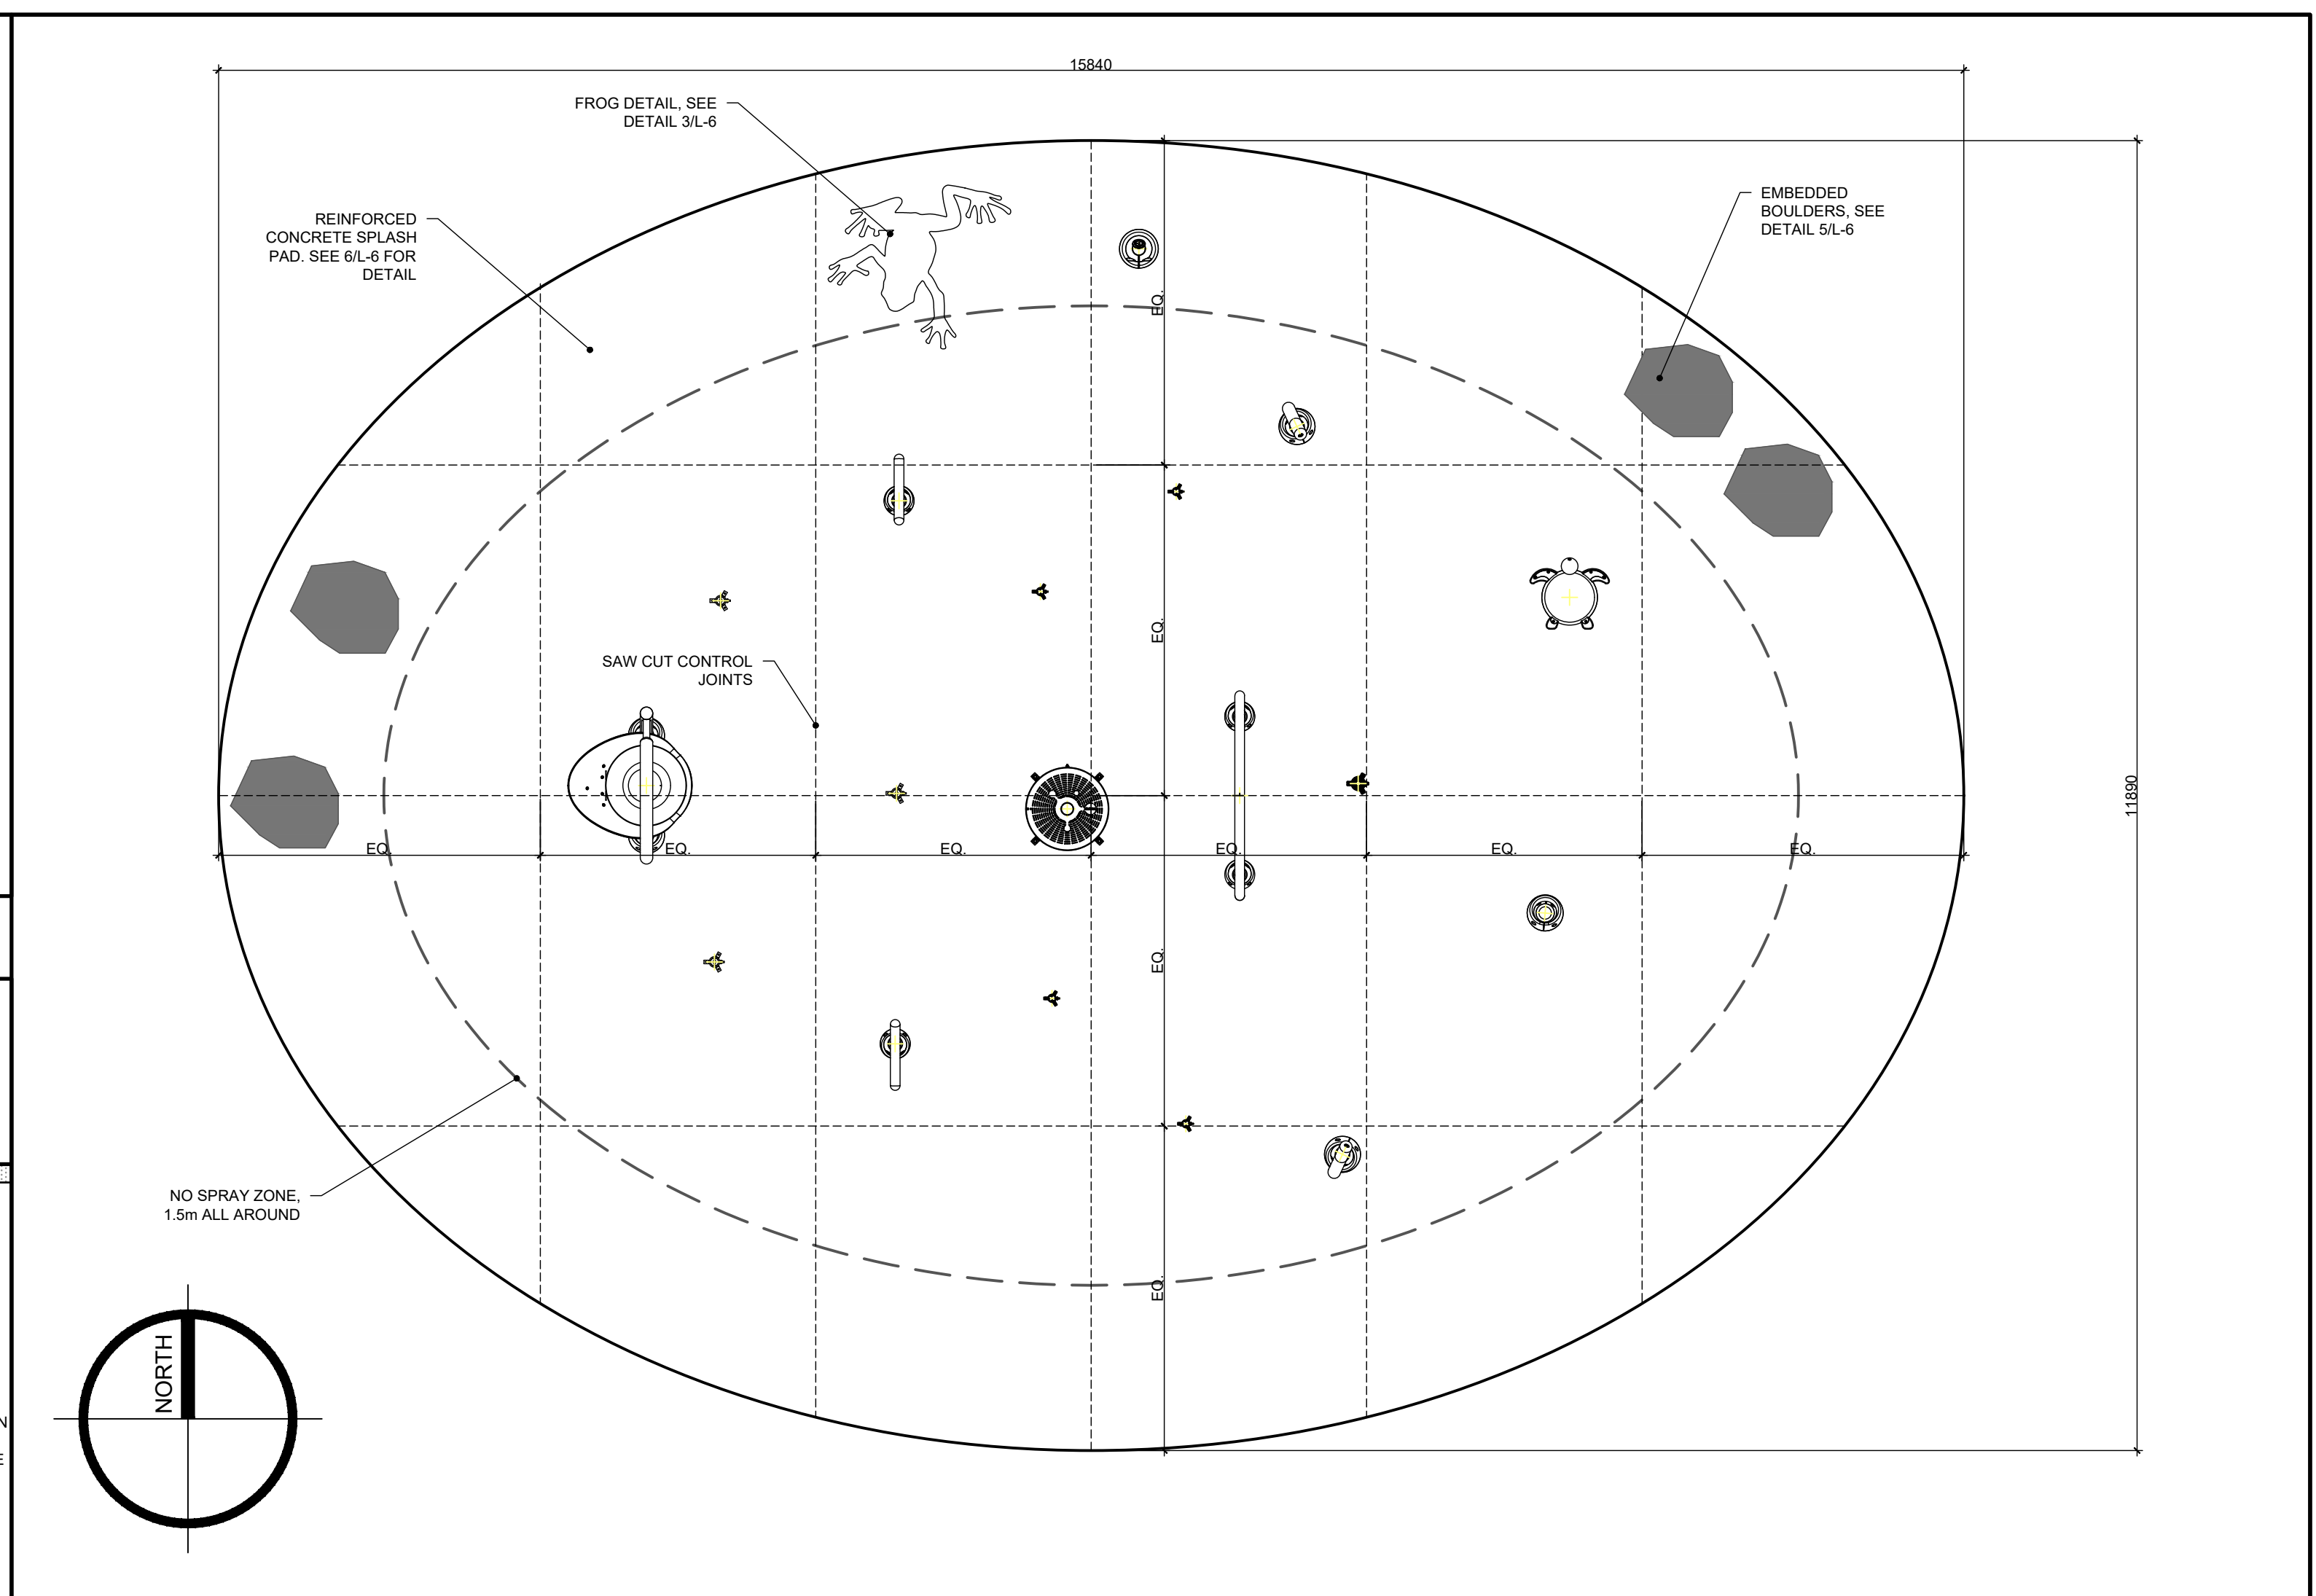 15840
FROG DETAIL, SEE
DETAIL 3/L-6
REINFORCED
CONCRETE SPLASH
PAD. SEE 6/L-6 FOR
DETAIL
EMBEDDED
BOULDERS, SEE
DETAIL 5/L-6
EQ.
EQ.
SAW CUT CONTROL
JOINTS
11890
EQ.
EQ.
EQ.
EQ.
EQ.
EQ.
EQ.
EQ.
NO SPRAY ZONE,
1.5m ALL AROUND
NORTH
N
E